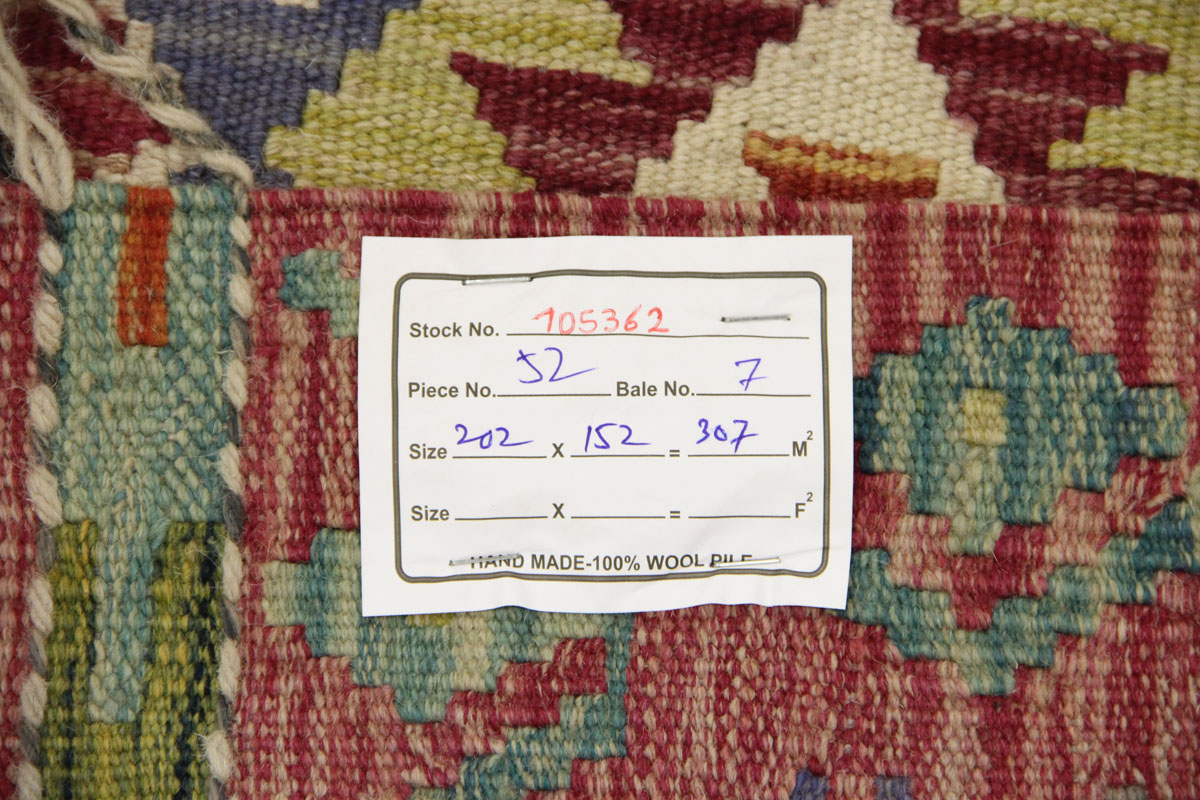 Stock No. 105362
Piece No. 52 Bale No. 7
Size 202 X 152 = 307 M²
Size X = F²
HAND MADE-100% WOOL PILE